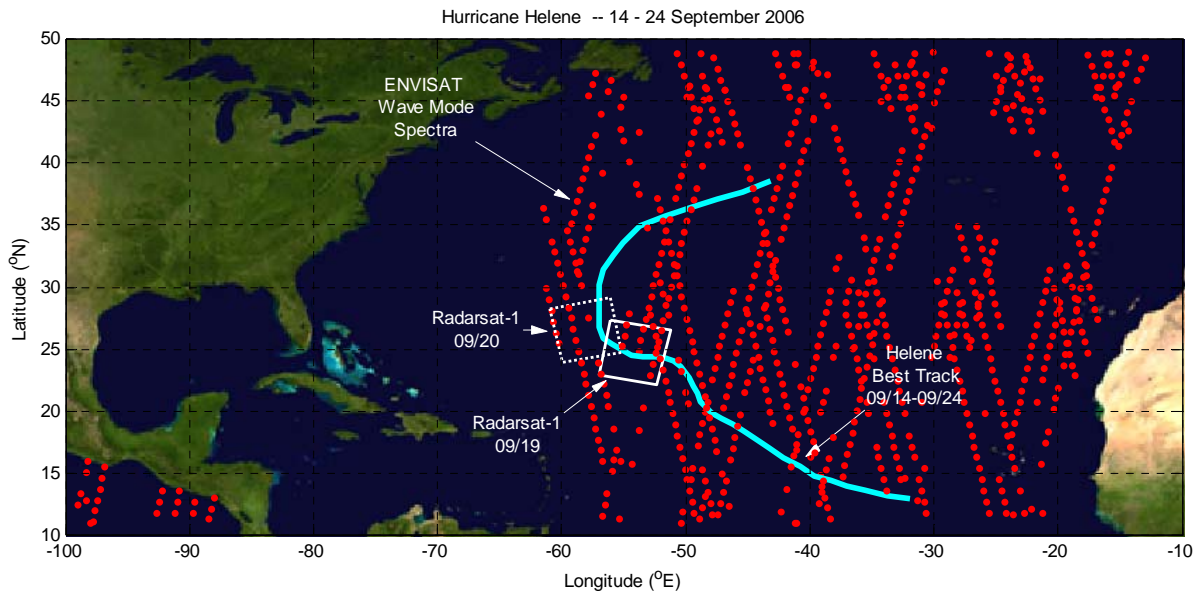 Hurricane Helene -- 14 - 24 September 2006
50
45
40
35
30
25
20
15
10
Latitude (ºN)
ENVISAT
Wave Mode
Spectra
Radarsat-1
09/20
Radarsat-1
09/19
Helene
Best Track
09/14-09/24
-100
-90
-80
-70
-60
-50
-40
-30
-20
-10
Longitude (ºE)